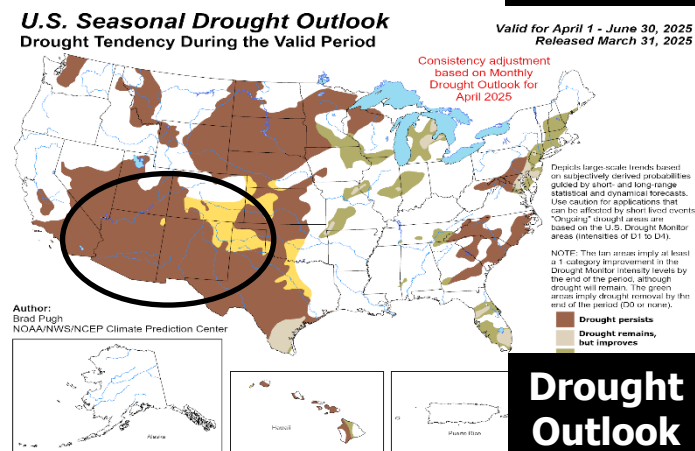 U.S. Seasonal Drought Outlook
Drought Tendency During the Valid Period
Valid for April 1 - June 30, 2025
Released March 31, 2025
Consistency adjustment
based on Monthly
Drought Outlook for
April 2025
Depicts large-scale trends based
on subjectively derived probabilities
guided by short- and long-range
statistical and dynamical forecasts.
Use caution for applications that
can be affected by short lived events.
"Ongoing" drought areas are
based on the U.S. Drought Monitor
areas (intensities of D1 to D4).
NOTE: The tan areas imply at least
a 1-category improvement in the
Drought Monitor intensity levels by
the end of the period, although
drought will remain. The green
areas imply drought removal by the
end of the period (D0 or none).
Author:
Brad Pugh
NOAA/NWS/NCEP Climate Prediction Center
Drought persists
Drought remains,
but improves
Alaska
Hawaii
Puerto Rico
Drought
Outlook